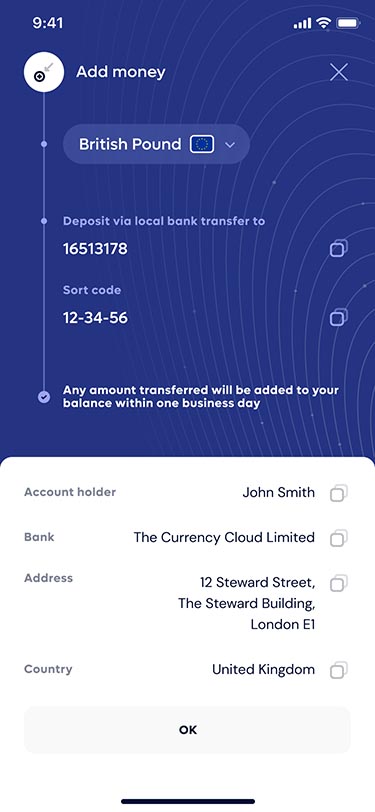 9:41
Add money
British Pound
Deposit via local bank transfer to
16513178
Sort code
12-34-56
Any amount transferred will be added to your
balance within one business day
Account holder John Smith
Bank The Currency Cloud Limited
Address 12 Steward Street,
The Steward Building,
London E1
Country United Kingdom
OK